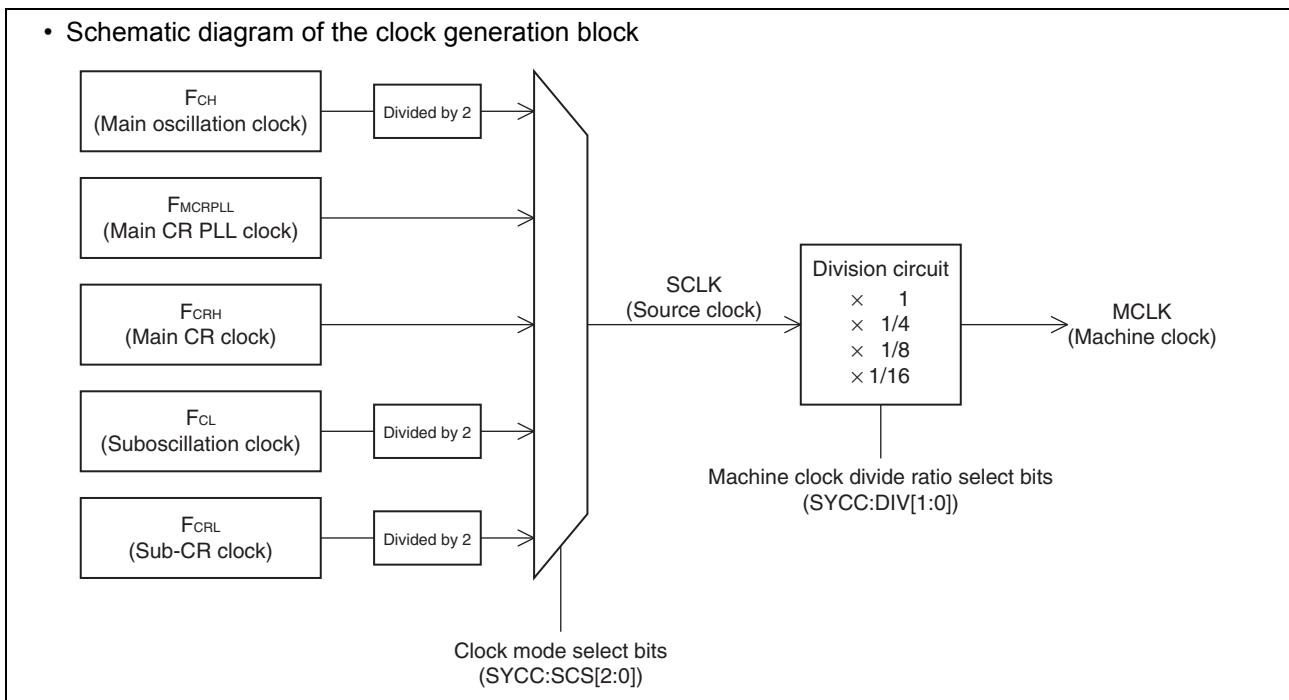 • Schematic diagram of the clock generation block
FCH
(Main oscillation clock)
Divided by 2
FMCRPLL
(Main CR PLL clock)
FCRH
(Main CR clock)
FCL
(Suboscillation clock)
Divided by 2
FCRL
(Sub-CR clock)
Divided by 2
Clock mode select bits
(SYCC:SCS[2:0])
SCLK
(Source clock)
Division circuit
× 1
× 1/4
× 1/8
× 1/16
Machine clock divide ratio select bits
(SYCC:DIV[1:0])
MCLK
(Machine clock)